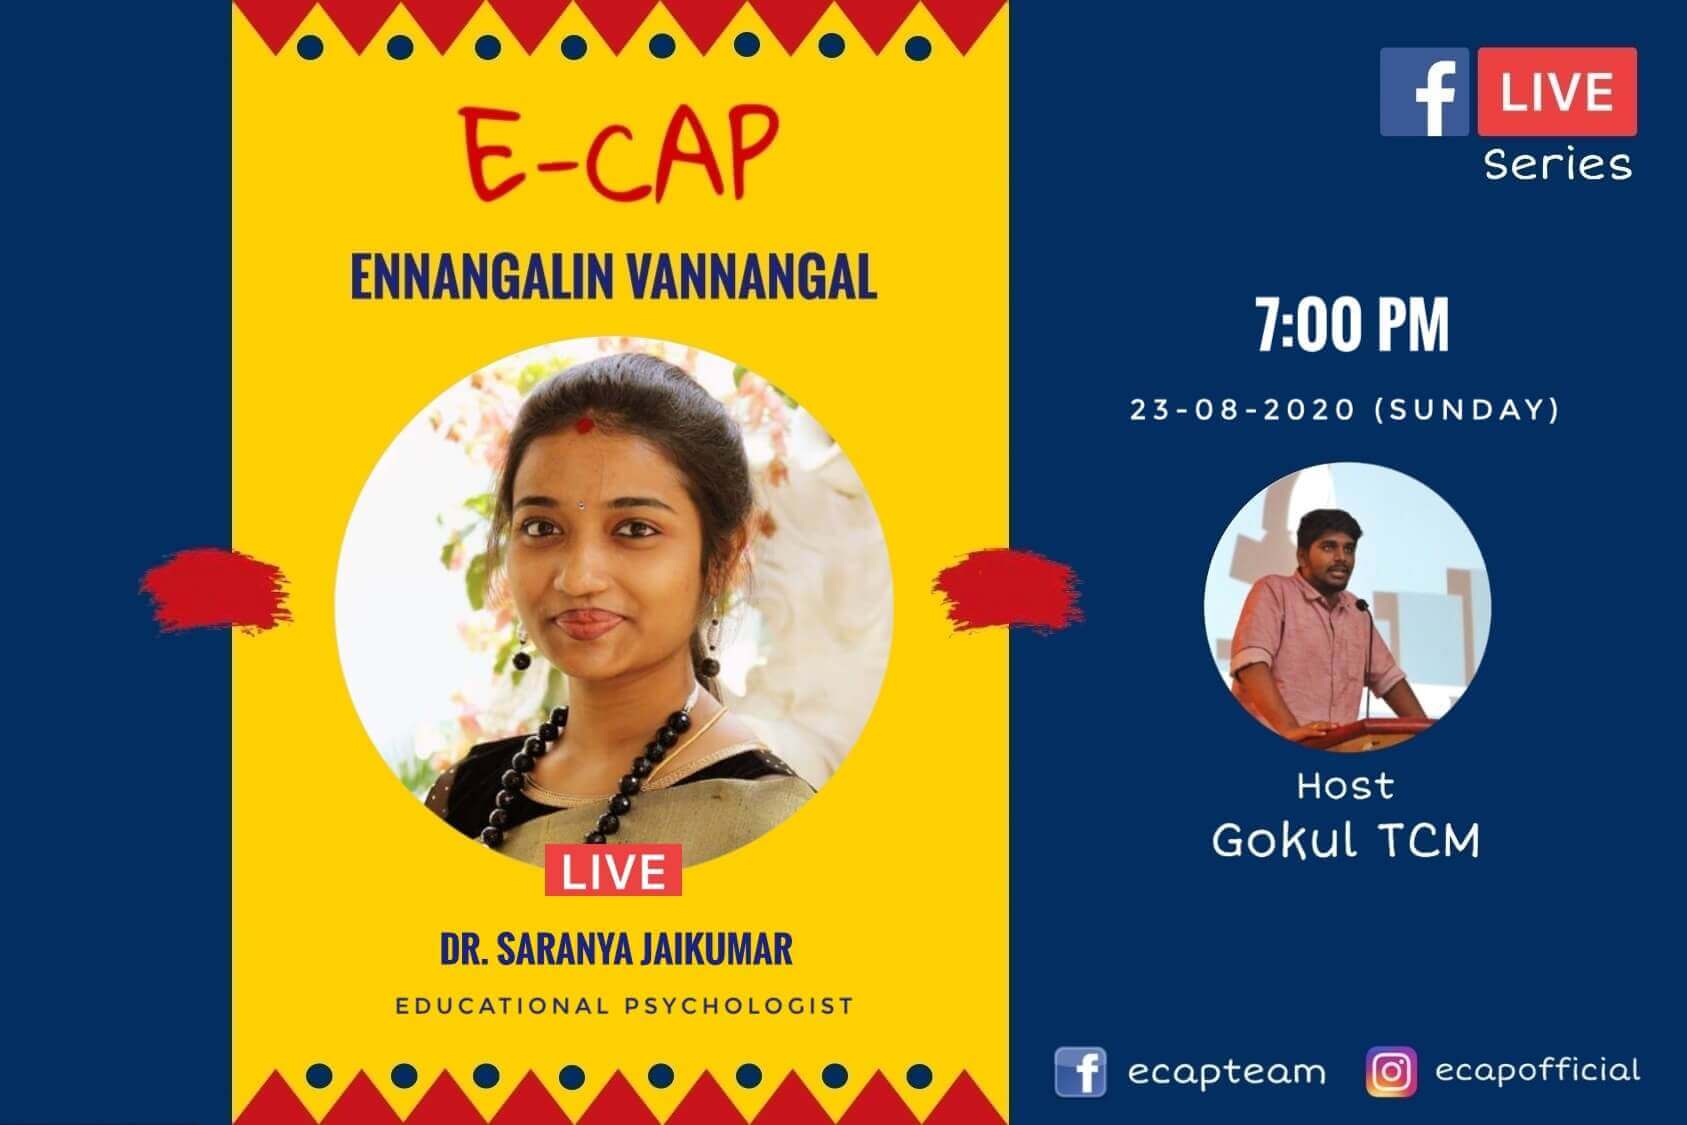 E-CAP
ENNANGALIN VANNANGAL
LIVE
DR. SARANYA JAIKUMAR
EDUCATIONAL PSYCHOLOGIST
f LIVE
Series
7:00 PM
23-08-2020 (SUNDAY)
Host
Gokul TCM
f ecapteam
ecapofficial